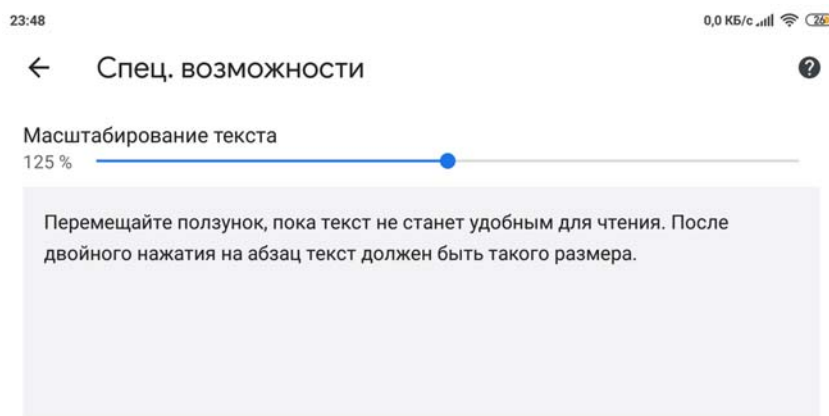 23:48
0,0 КБ/с 26
Спец. возможности
Масштабирование текста
125 %
Перемещайте ползунок, пока текст не станет удобным для чтения. После
двойного нажатия на абзац текст должен быть такого размера.